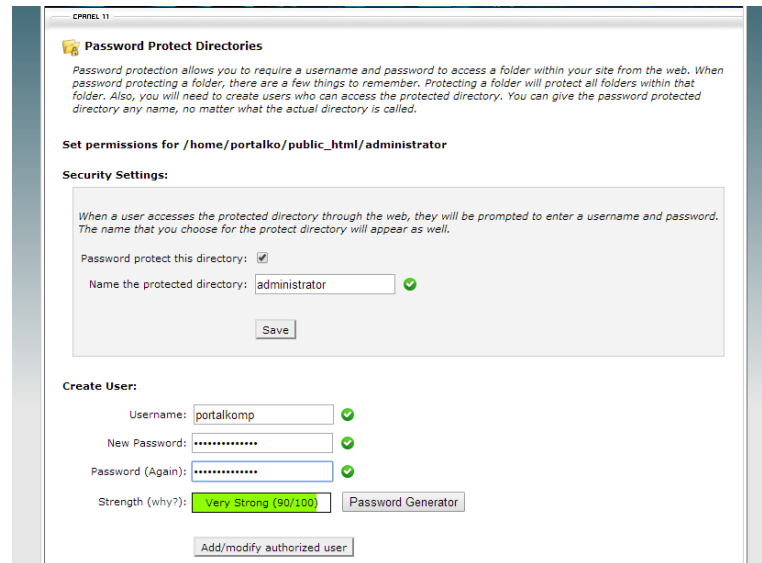 CPANEL 11
Password Protect Directories
Password protection allows you to require a username and password to access a folder within your site from the web. When
password protecting a folder, there are a few things to remember. Protecting a folder will protect all folders within that
folder. Also, you will need to create users who can access the protected directory. You can give the password protected
directory any name, no matter what the actual directory is called.
Set permissions for /home/portalko/public_html/administrator
Security Settings:
When a user accesses the protected directory through the web, they will be prompted to enter a username and password.
The name that you choose for the protect directory will appear as well.
Password protect this directory:
Name the protected directory: administrator
Save
Create User:
Username: portalkomp
New Password: ••••••••••••••
Password (Again): ••••••••••••••
Strength (why?): Very Strong (90/100) Password Generator
Add/modify authorized user